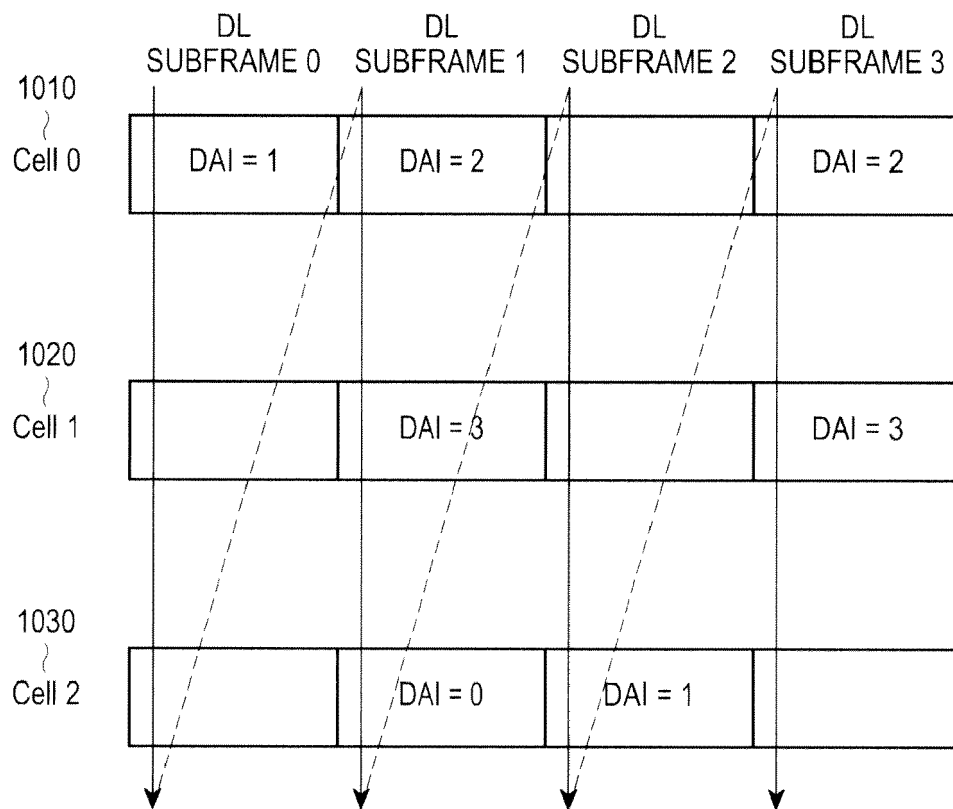 DL SUBFRAME 0
DL SUBFRAME 1
DL SUBFRAME 2
DL SUBFRAME 3
1010
Cell 0
DAI = 1
DAI = 2
DAI = 2
1020
Cell 1
DAI = 3
DAI = 3
1030
Cell 2
DAI = 0
DAI = 1